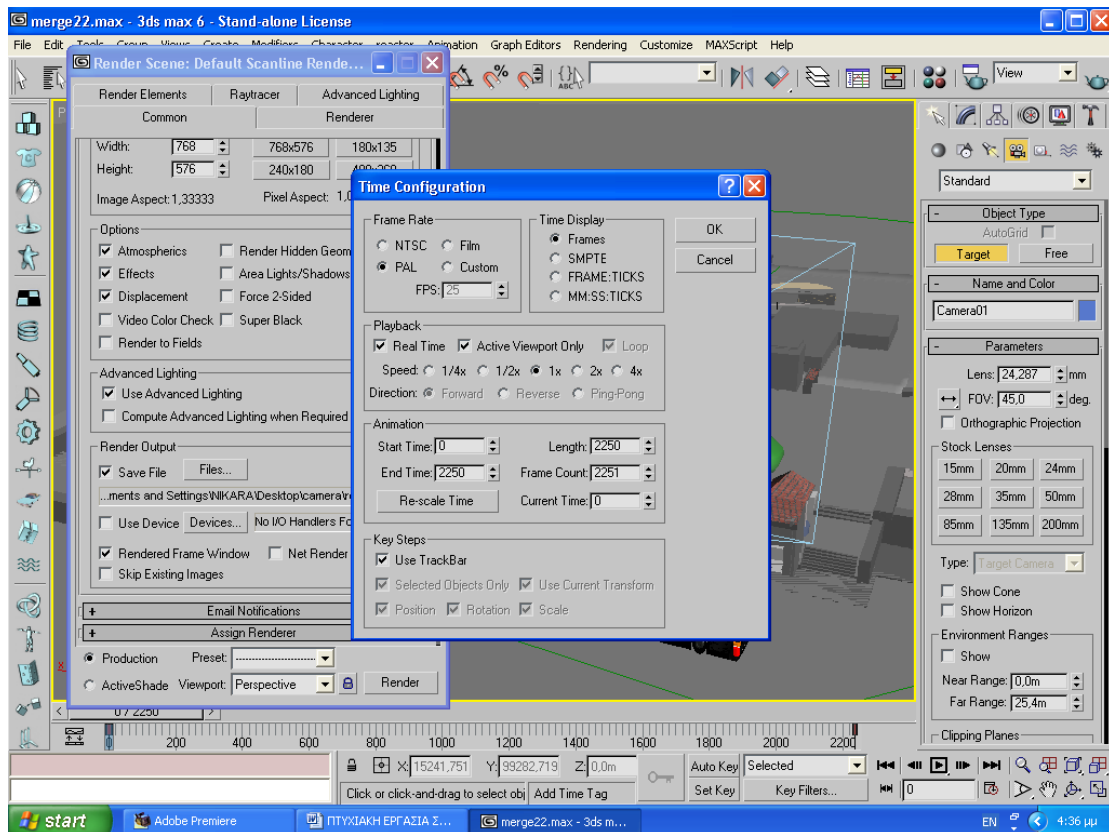 merge22.max - 3ds max 6 - Stand-alone License
File Edit Tools Group Views Create Modifiers Character reactor Animation Graph Editors Rendering Customize MAXScript Help
Render Scene: Default Scanline Rende...
View
Render Elements Raytracer Advanced Lighting
Common Renderer
Width: 768 768x576 180x135
Height: 576 240x180
Image Aspect: 1,33333 Pixel Aspect: 1,0
Options
Atmospherics Render Hidden Geom
Effects Area Lights/Shadows
Displacement Force 2-Sided
Video Color Check Super Black
Render to Fields
Advanced Lighting
Use Advanced Lighting
Compute Advanced Lighting when Required
Render Output
Save File Files...
...ments and Settings\NIKARA\Desktop\camera\re
Use Device Devices... No I/O Handlers Fo
Rendered Frame Window Net Render
Skip Existing Images
+ Email Notifications
+ Assign Renderer
Production Preset: --------------------
ActiveShade Viewport: Perspective Render
Time Configuration
Frame Rate
NTSC Film
PAL Custom
FPS: 25
Time Display
Frames
SMPTE
FRAME:TICKS
MM:SS:TICKS
OK
Cancel
Playback
Real Time Active Viewport Only Loop
Speed: 1/4x 1/2x 1x 2x 4x
Direction: Forward Reverse Ping-Pong
Animation
Start Time: 0 Length: 2250
End Time: 2250 Frame Count: 2251
Re-scale Time Current Time: 0
Key Steps
Use TrackBar
Selected Objects Only Use Current Transform
Position Rotation Scale
Standard
- Object Type
AutoGrid
Target Free
- Name and Color
Camera01
- Parameters
Lens: 24,287 mm
FOV: 45,0 deg.
Orthographic Projection
Stock Lenses
15mm 20mm 24mm
28mm 35mm 50mm
85mm 135mm 200mm
Type: Target Camera
Show Cone
Show Horizon
Environment Ranges
Show
Near Range: 0,0m
Far Range: 25,4m
Clipping Planes
< 0 / 2250 >
0 200 400 600 800 1000 1200 1400 1600 1800 2000 2200
X: 15241,751 Y: 99282,719 Z: 0,0m
Auto Key Selected
Click or click-and-drag to select obj Add Time Tag
Set Key Key Filters... 0
start Adobe Premiere ΠΤΥΧΙΑΚΗ ΕΡΓΑΣΙΑ Σ... merge22.max - 3ds m... EN 4:36 μμ